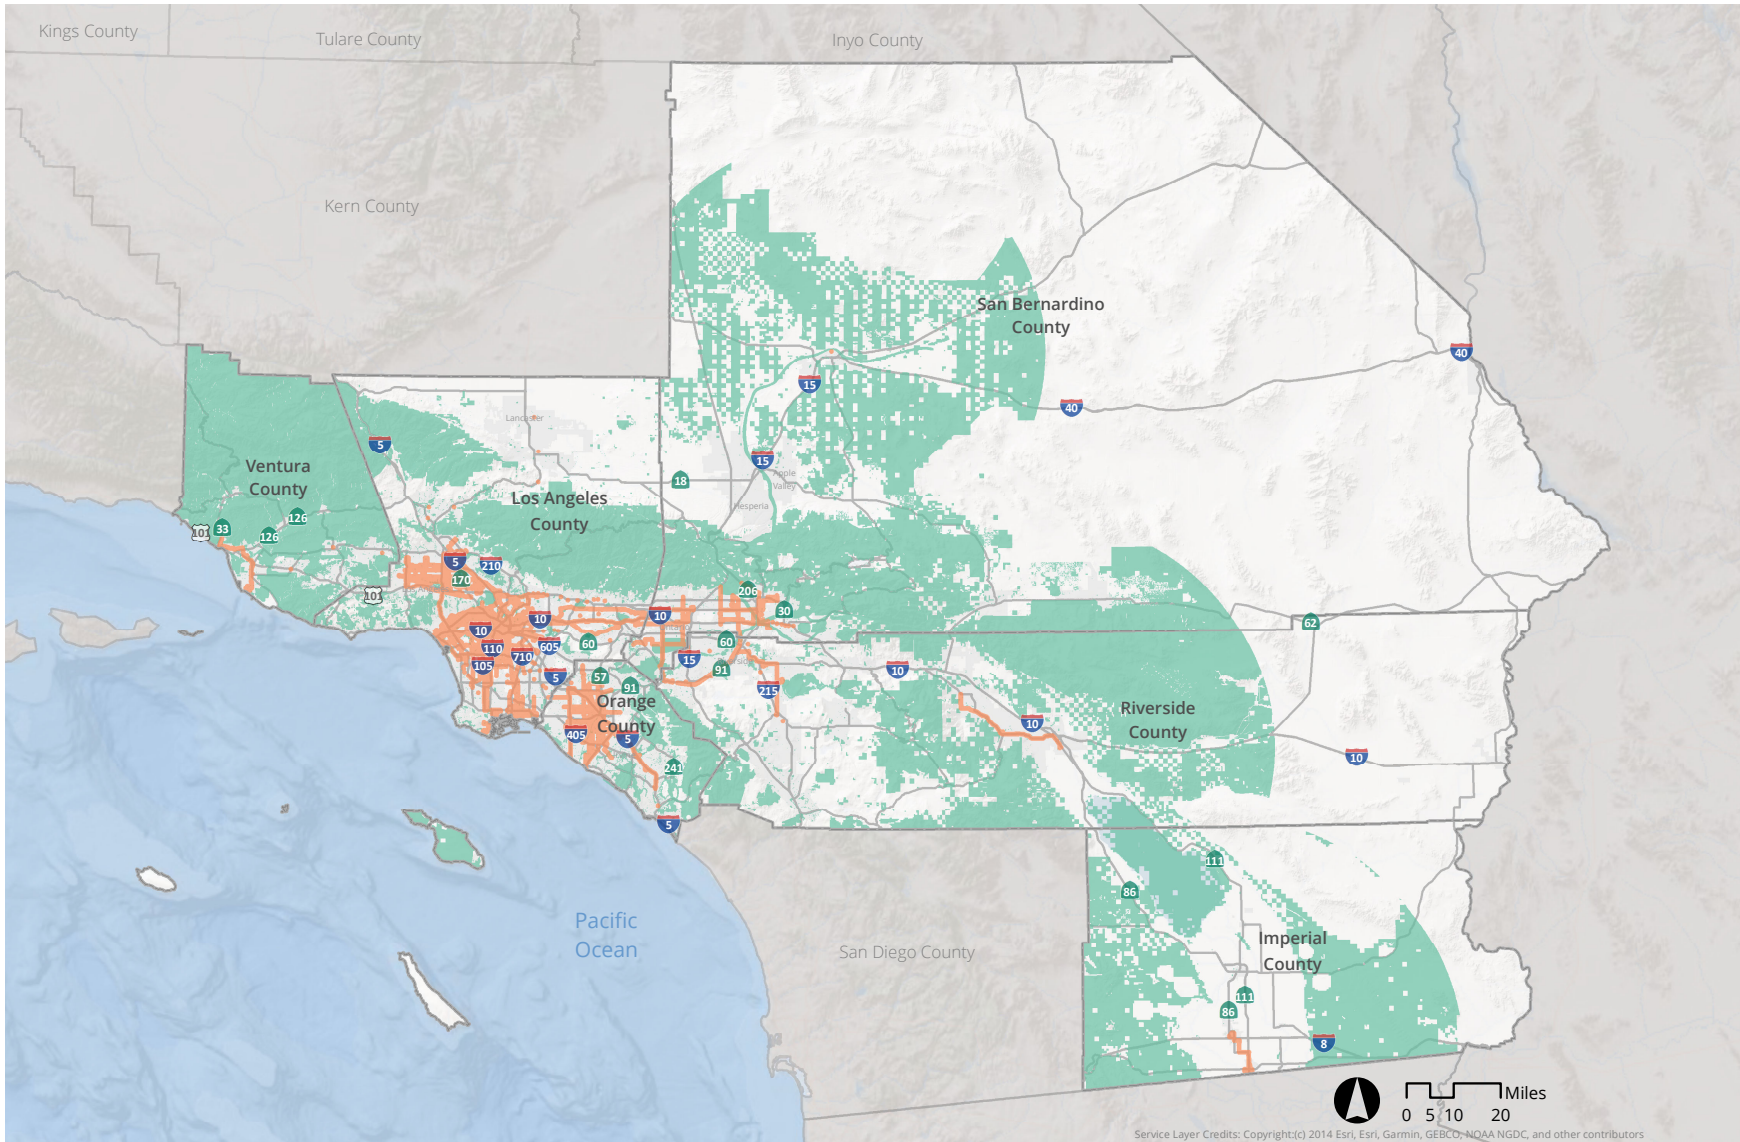 Kings County
Tulare County
Inyo County
Kern County
San Bernardino
County
40
15
40
Lancaster
5
15
Ventura
County
Apple
Valley
18
Los Angeles
County
Hesperia
126
33
101
126
5
210
170
206
101
30
10
10
10
62
110
605
60
60
105
710
15
91
10
5
57
91
215
Orange
County
Riverside
County
10
405
5
10
241
5
111
86
Pacific
Ocean
San Diego County
Imperial
County
111
86
8
Miles
0 5 10 20
Service Layer Credits: Copyright:(c) 2014 Esri, Esri, Garmin, GEBCO, NOAA NGDC, and other contributors